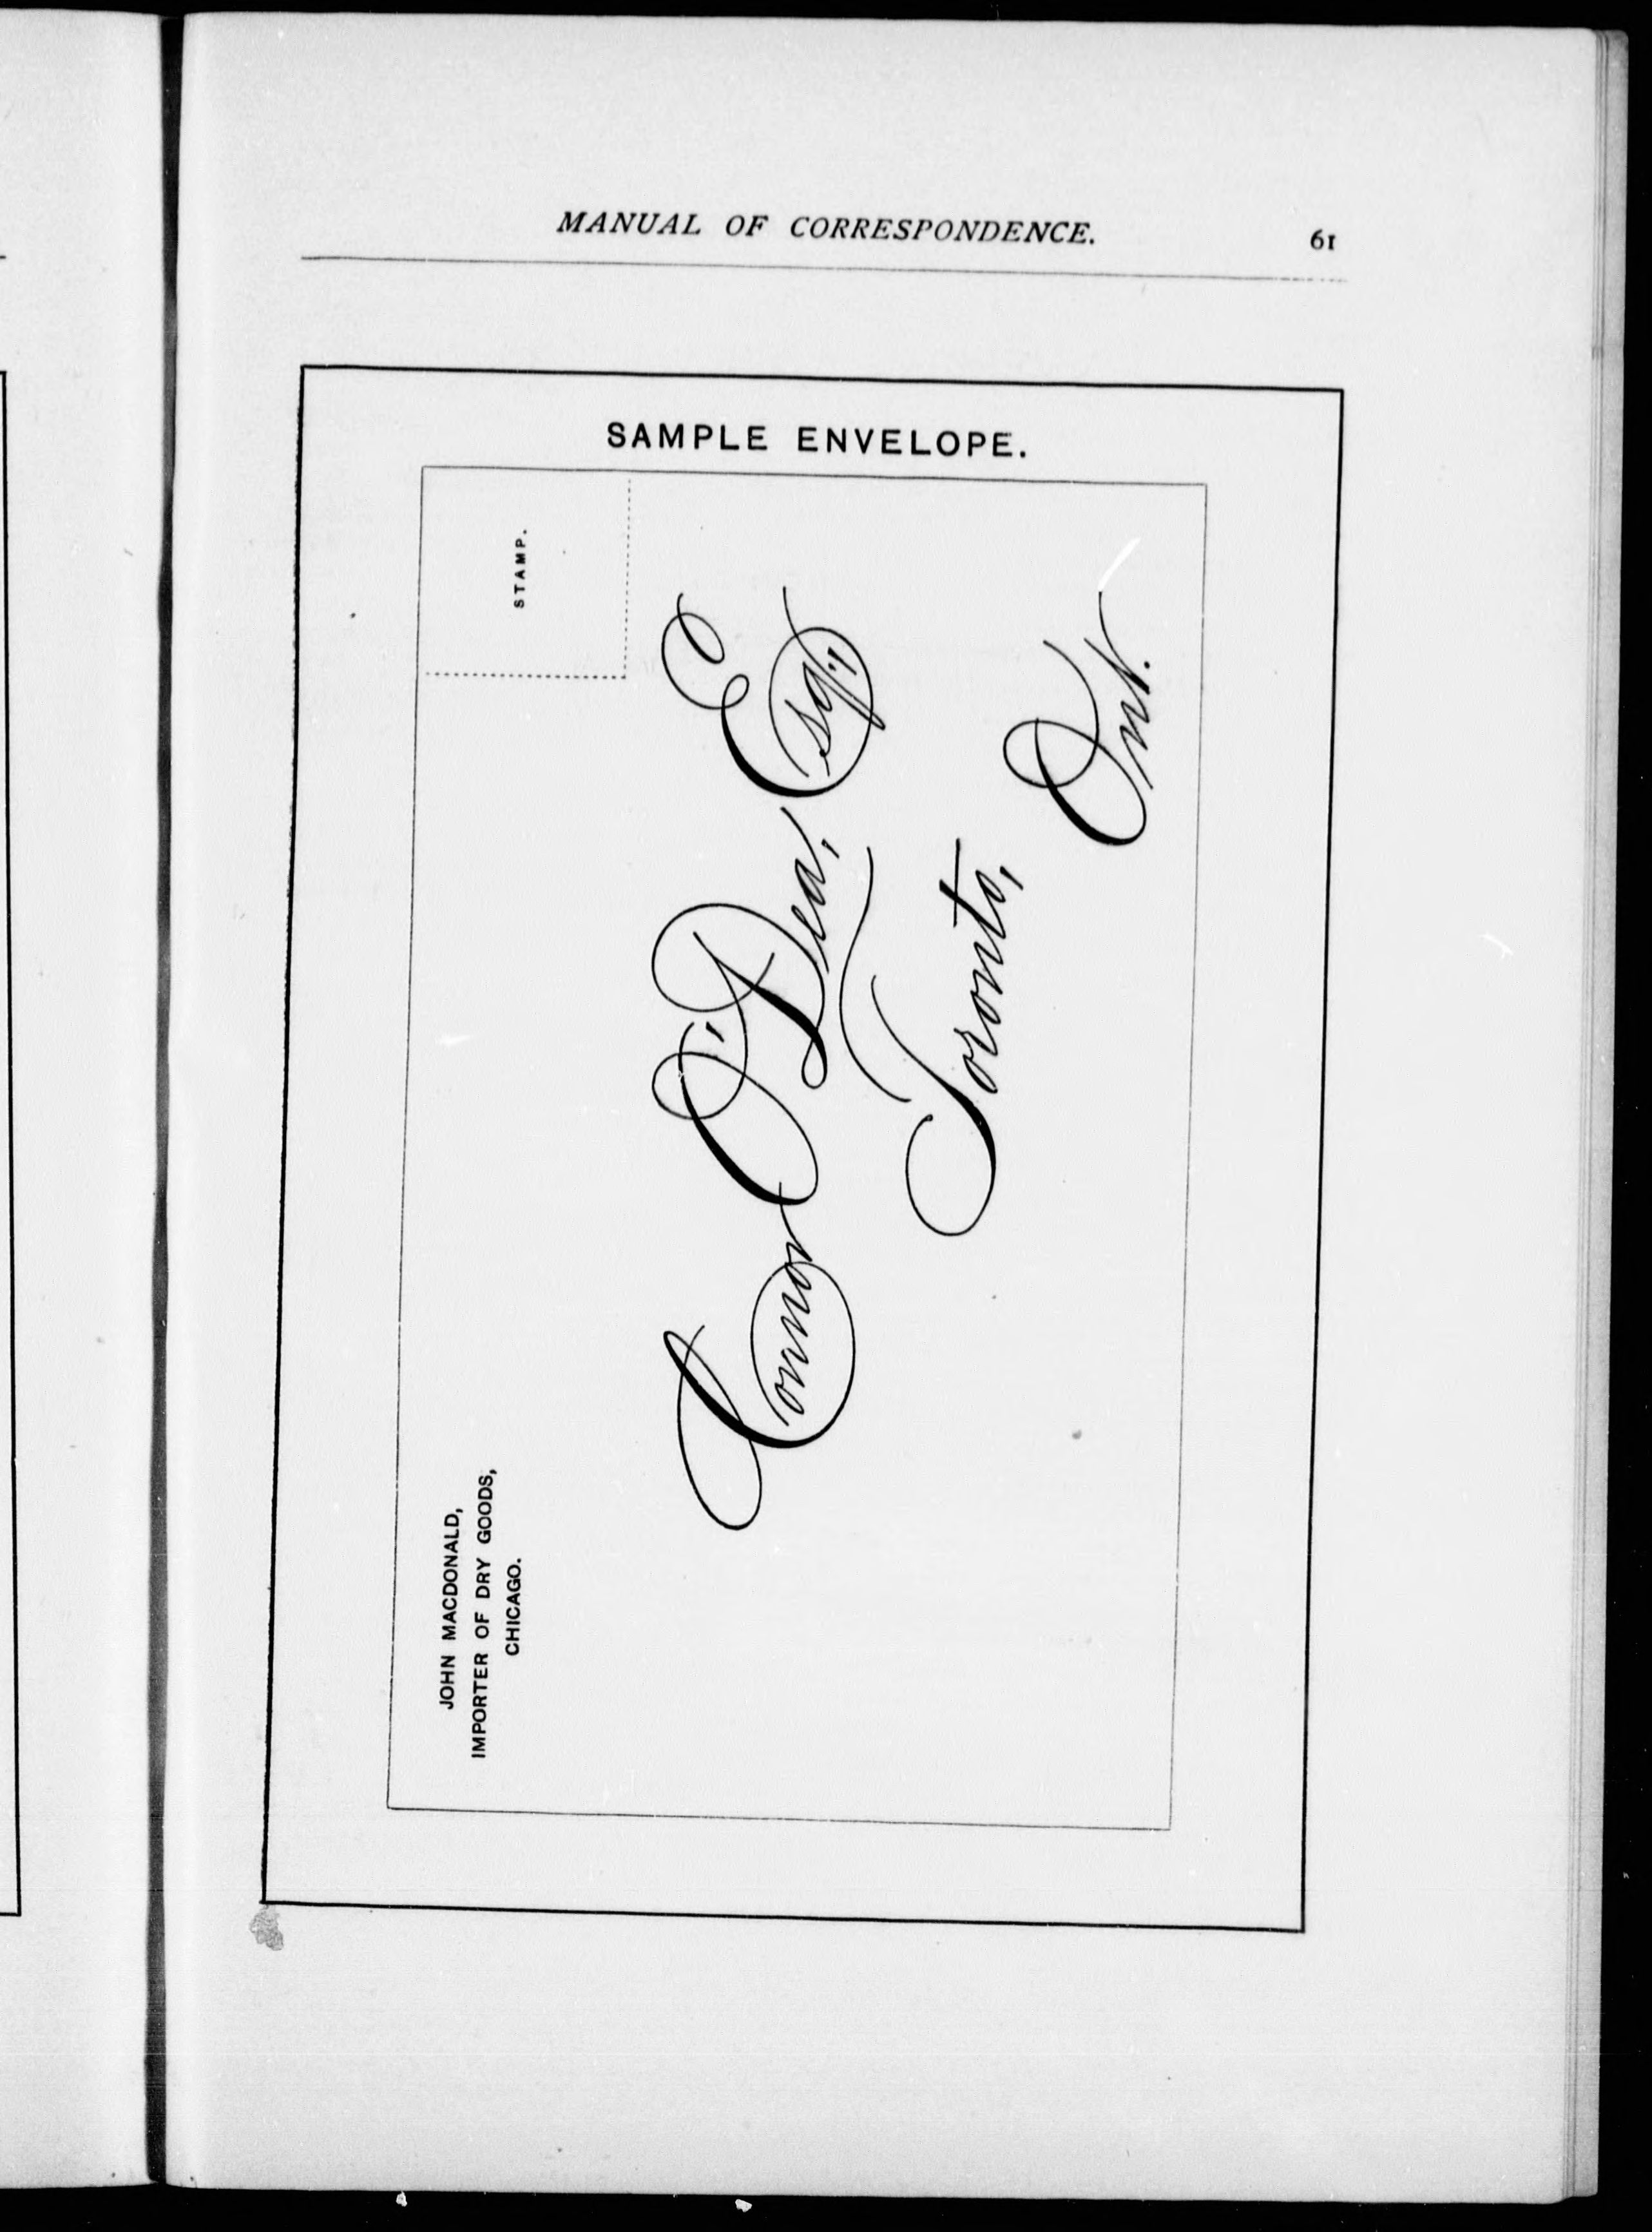 MANUAL OF CORRESPONDENCE. 61
SAMPLE ENVELOPE.
JOHN MACDONALD,
IMPORTER OF DRY GOODS,
CHICAGO.
STAMP.
Connor O'Dea, Esq.,
Toronto,
Ont.